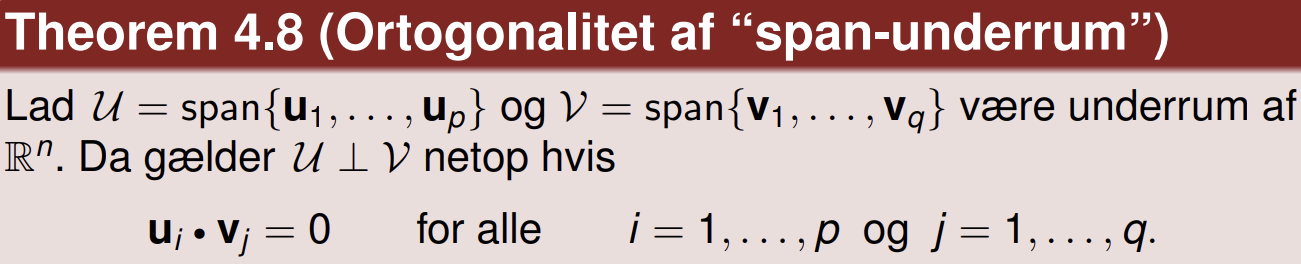 Theorem 4.8 (Ortogonalitet af “span-underrum”)
Lad 𝒰 = span{𝐮₁, . . . , 𝐮ₚ} og 𝒱 = span{𝐯₁, . . . , 𝐯_q} være underrum af
ℝⁿ. Da gælder 𝒰 ⊥ 𝒱 netop hvis
𝐮ᵢ • 𝐯ⱼ = 0 for alle i = 1, . . . , p og j = 1, . . . , q.